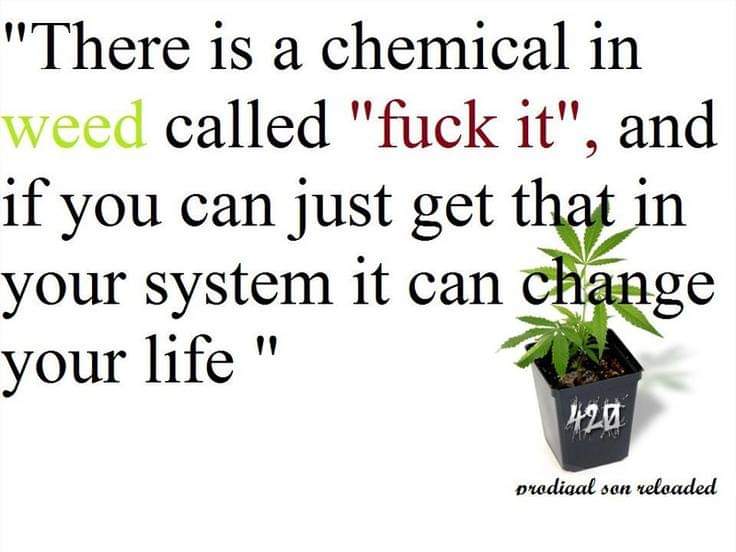 "There is a chemical in
weed called "fuck it", and
if you can just get that in
your system it can change
your life "
420
prodigal son reloaded